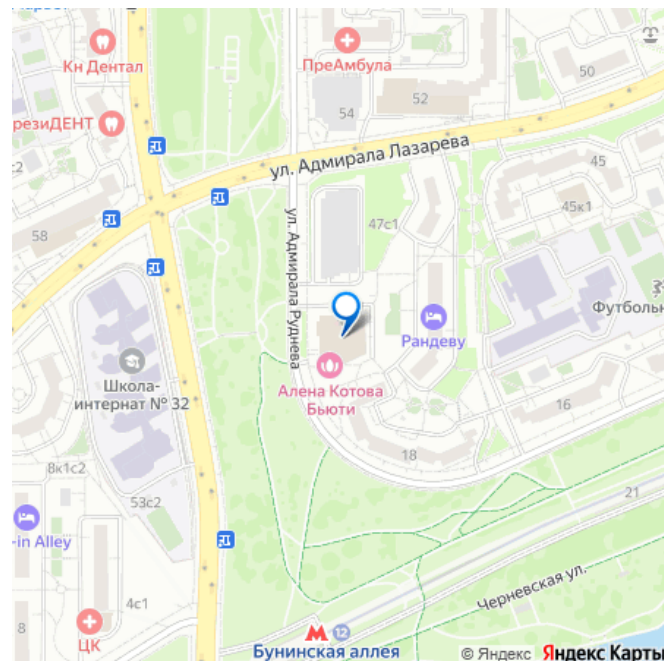 Кн Дентал
резиДЕНТ
с2
ПреАмбула
54
52
50
ул. Адмирала Лазарева
45
45к1
47с1
58
ул. Адмирала Руднева
Рандеву
Футбольн
Школа-
интернат № 32
Алена Котова
Бьюти
16
18
8к1с2
53с2
21
-in Alley
Черневская ул.
4с1
8
ЦК
12
Бунинская аллея
© Яндекс Яндекс Карты